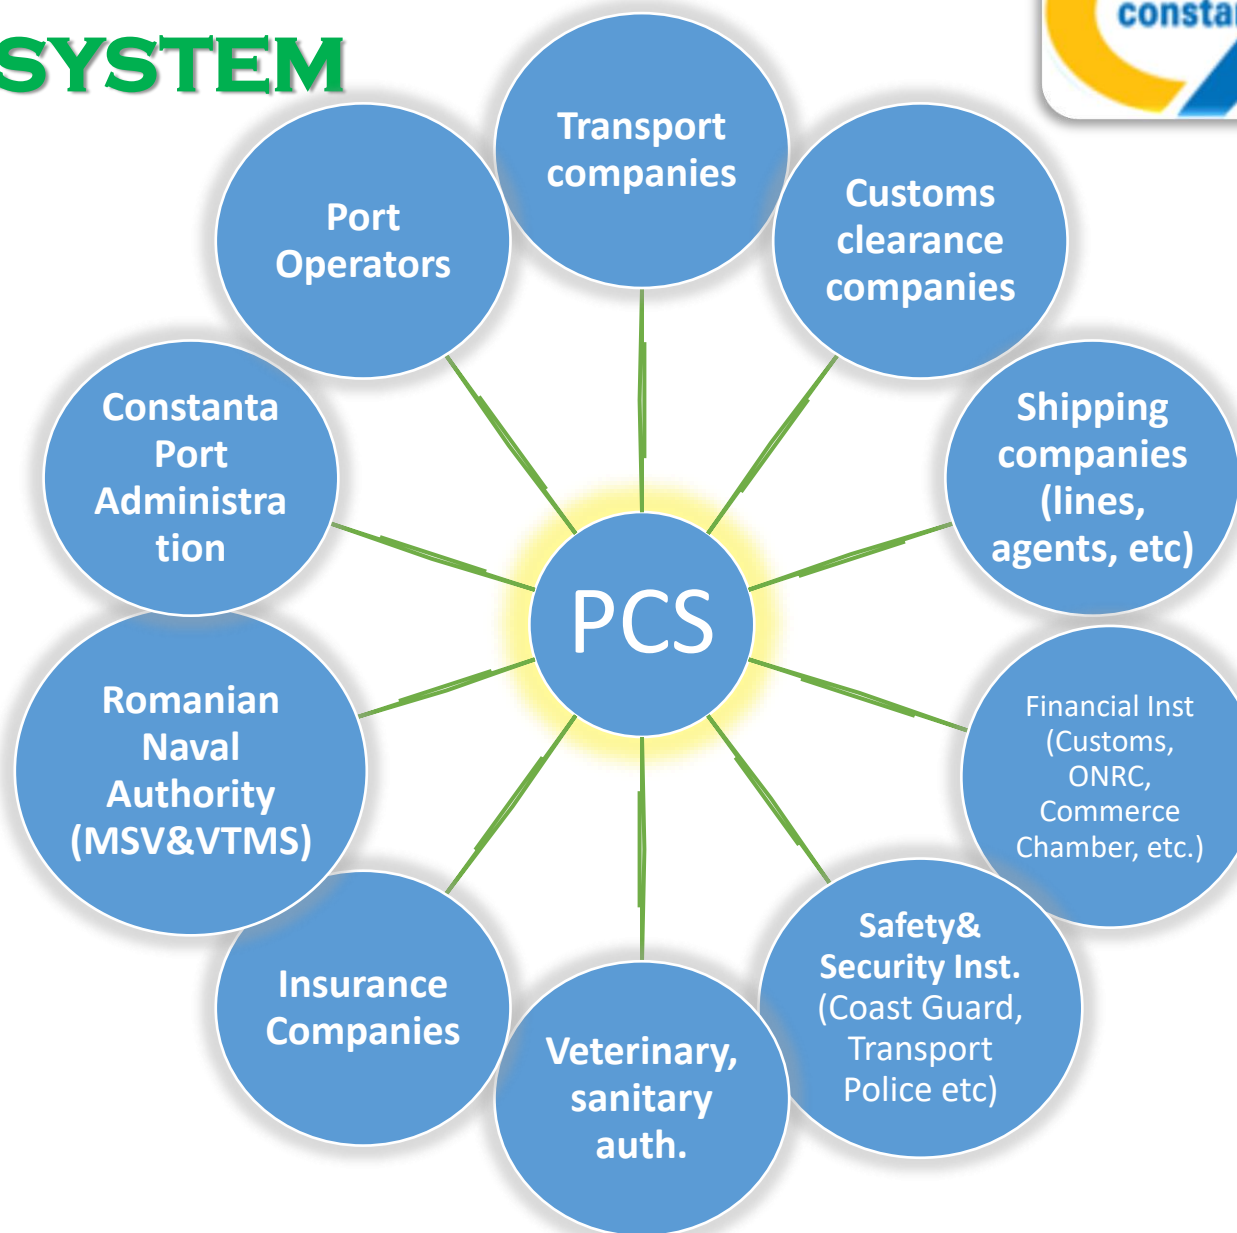 SYSTEM
Transport
companies
Customs
clearance
companies
Shipping
companies
(lines,
agents, etc)
Financial Inst
(Customs,
ONRC,
Commerce
Chamber, etc.)
Safety&
Security Inst.
(Coast Guard,
Transport
Police etc)
Veterinary,
sanitary
auth.
Insurance
Companies
Romanian
Naval
Authority
(MSV&VTMS)
Constanta
Port
Administra
tion
Port
Operators
PCS